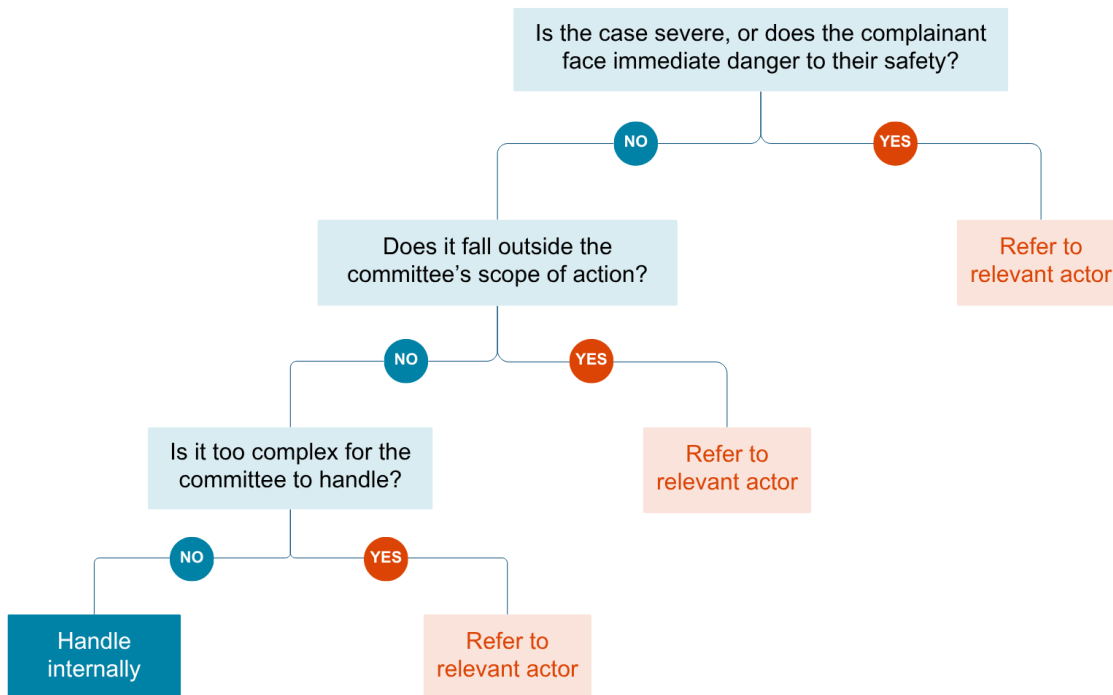 Is the case severe, or does the complainant
face immediate danger to their safety?
NO
YES
Does it fall outside the
committee’s scope of action?
Refer to
relevant actor
NO
YES
Is it too complex for the
committee to handle?
Refer to
relevant actor
NO
YES
Handle
internally
Refer to
relevant actor